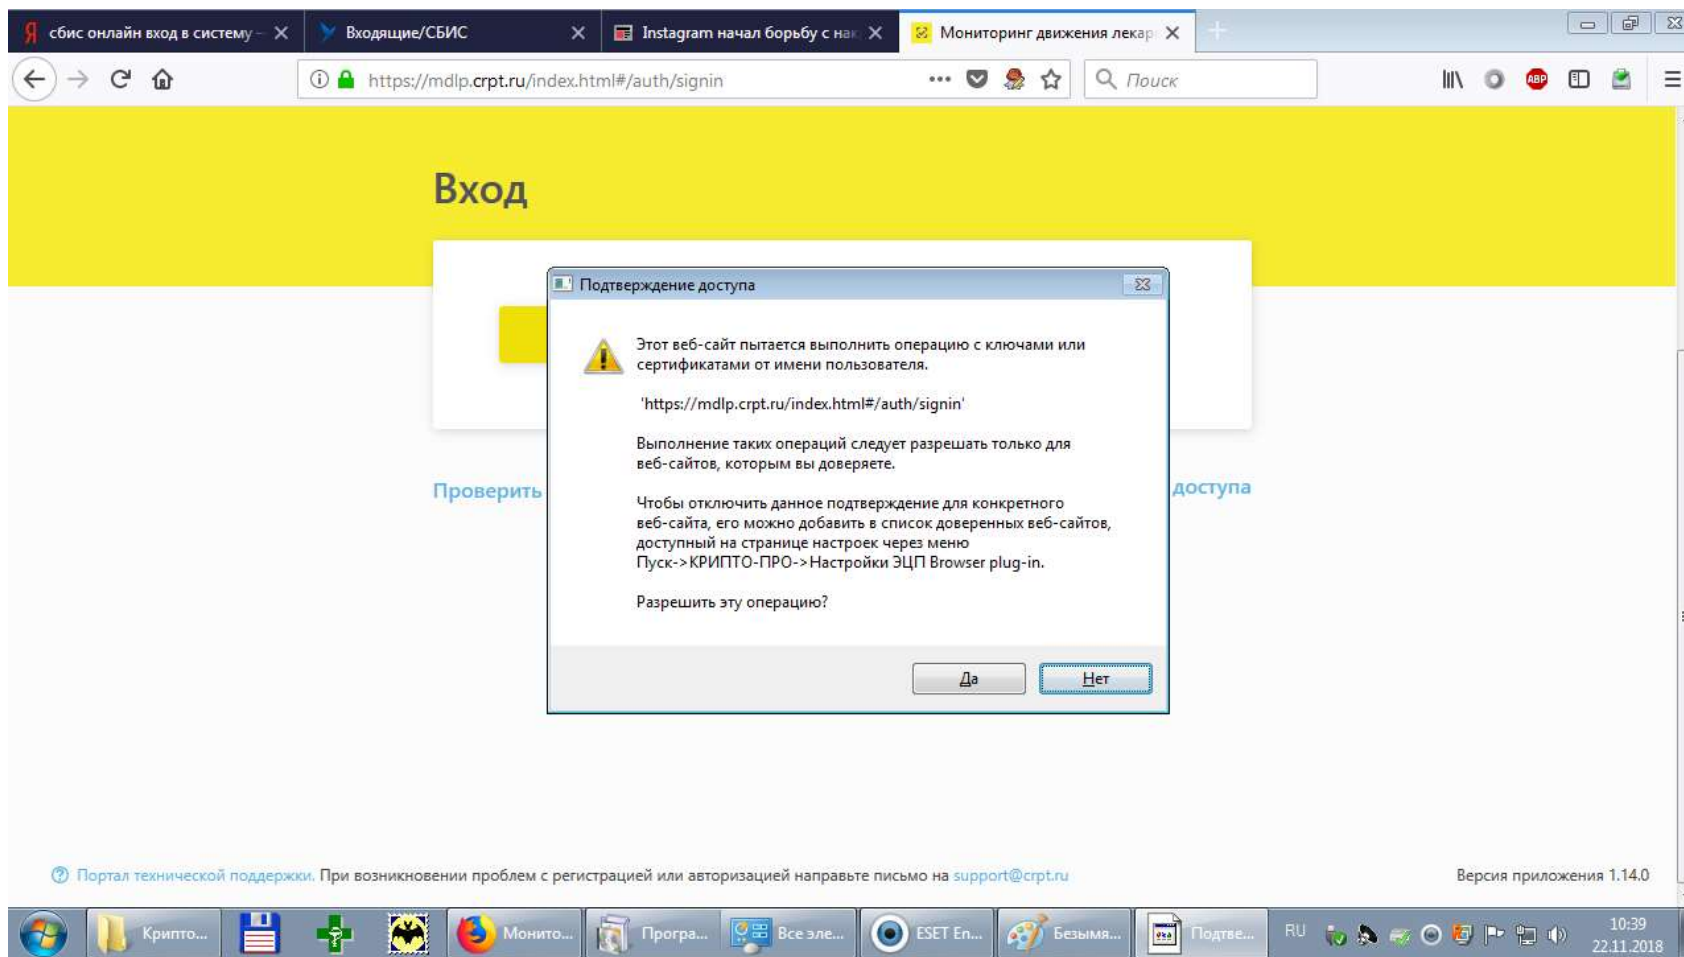 сбис онлайн вход в систему —
Входящие/СБИС
Instagram начал борьбу с нак
Мониторинг движения лекар
https://mdlp.crpt.ru/index.html#/auth/signin
Поиск
ABP
Вход
Подтверждение доступа
Этот веб-сайт пытается выполнить операцию с ключами или
сертификатами от имени пользователя.
'https://mdlp.crpt.ru/index.html#/auth/signin'
Выполнение таких операций следует разрешать только для
веб-сайтов, которым вы доверяете.
Чтобы отключить данное подтверждение для конкретного
веб-сайта, его можно добавить в список доверенных веб-сайтов,
доступный на странице настроек через меню
Пуск->КРИПТО-ПРО->Настройки ЭЦП Browser plug-in.
Разрешить эту операцию?
Да
Нет
Проверить
доступа
Портал технической поддержки. При возникновении проблем с регистрацией или авторизацией направьте письмо на support@crpt.ru
Версия приложения 1.14.0
Крипто...
Монито...
Програ...
Все эле...
ESET En...
Безымя...
Подтве...
RU
10:39
22.11.2018